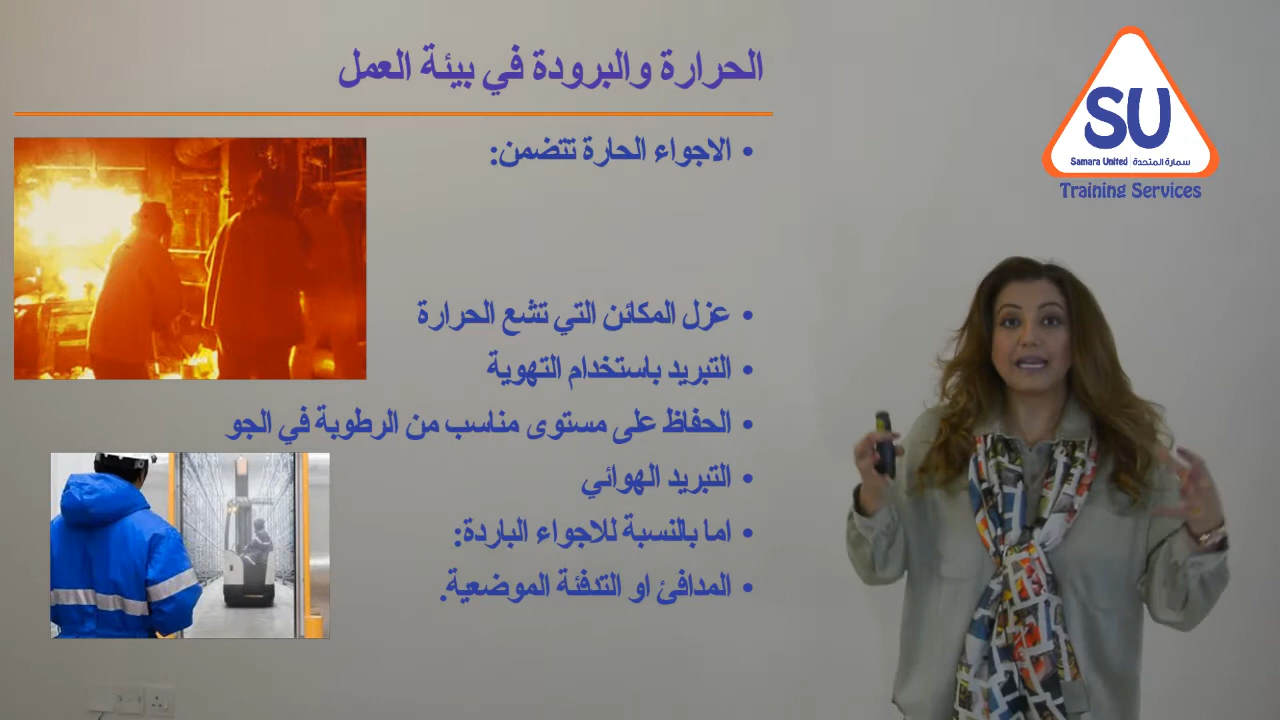 الحرارة والبرودة في بيئة العمل
• الاجواء الحارة تتضمن:
• عزل المكائن التي تشع الحرارة
• التبريد باستخدام التهوية
• الحفاظ على مستوى مناسب من الرطوبة في الجو
• التبريد الهوائي
• اما بالنسبة للاجواء الباردة:
• المدافئ او التدفئة الموضعية.
SU
Samara United سمارة المتحدة
Training Services